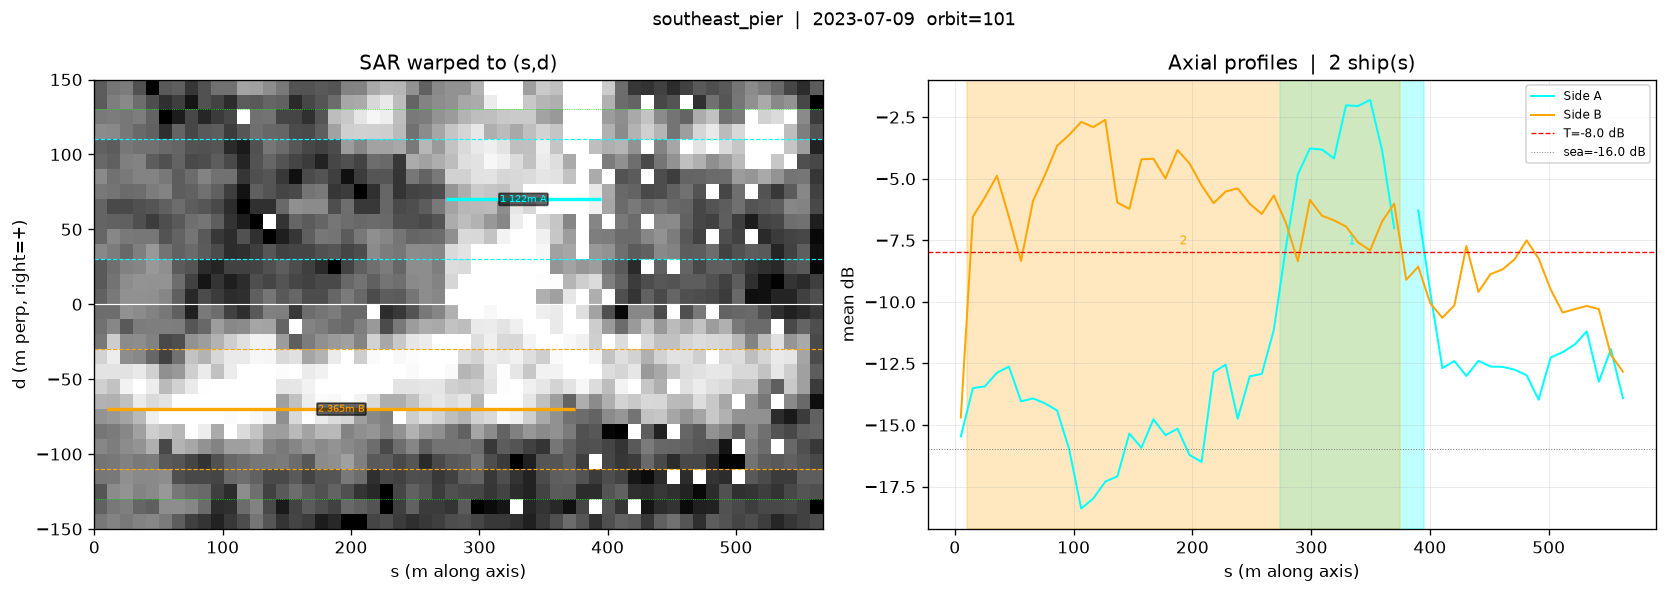 southeast_pier | 2023-07-09 orbit=101
SAR warped to (s,d)
d (m perp, right=+)
150
100
50
0
−50
−100
−150
1 122m A
2 365m B
0 100 200 300 400 500
s (m along axis)
Axial profiles | 2 ship(s)
mean dB
−2.5
−5.0
−7.5
−10.0
−12.5
−15.0
−17.5
Side A
Side B
T=-8.0 dB
sea=-16.0 dB
2
1
0 100 200 300 400 500
s (m along axis)